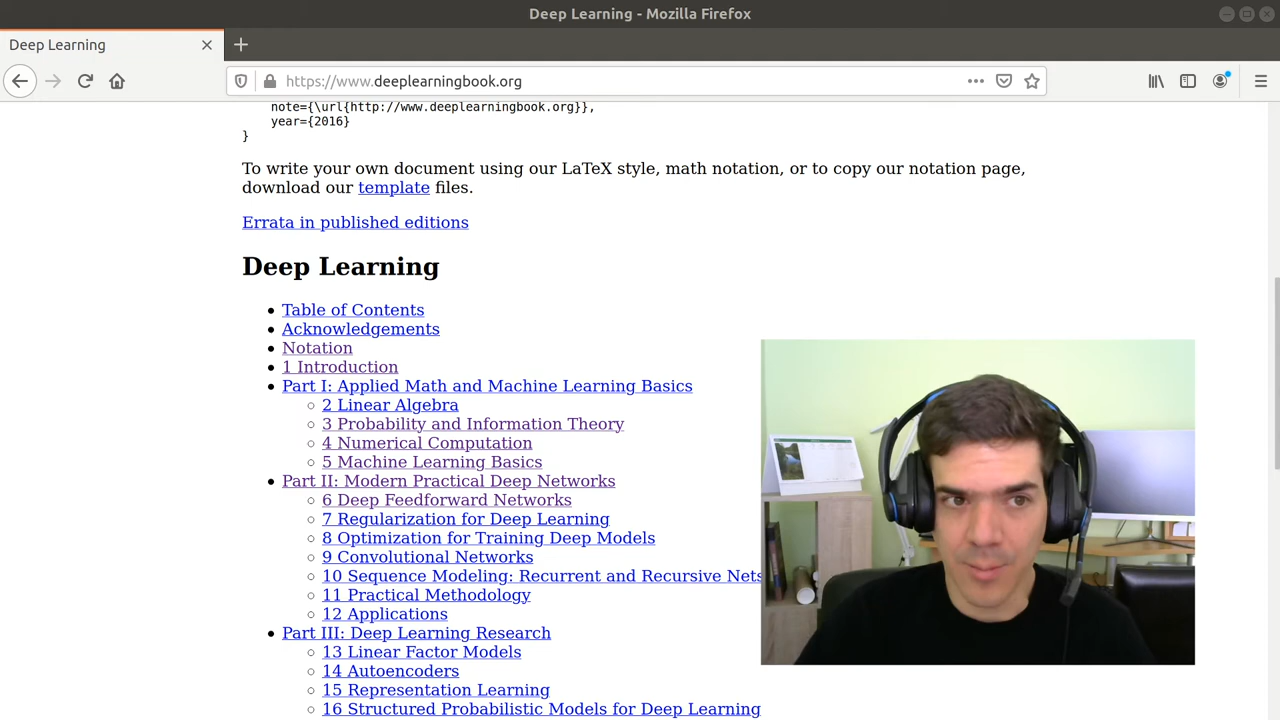 Deep Learning - Mozilla Firefox
Deep Learning
https://www.deeplearningbook.org
note={\url{http://www.deeplearningbook.org}},
year={2016}
}
To write your own document using our LaTeX style, math notation, or to copy our notation page,
download our template files.
Errata in published editions
Deep Learning
Table of Contents
Acknowledgements
Notation
1 Introduction
Part I: Applied Math and Machine Learning Basics
2 Linear Algebra
3 Probability and Information Theory
4 Numerical Computation
5 Machine Learning Basics
Part II: Modern Practical Deep Networks
6 Deep Feedforward Networks
7 Regularization for Deep Learning
8 Optimization for Training Deep Models
9 Convolutional Networks
10 Sequence Modeling: Recurrent and Recursive Nets
11 Practical Methodology
12 Applications
Part III: Deep Learning Research
13 Linear Factor Models
14 Autoencoders
15 Representation Learning
16 Structured Probabilistic Models for Deep Learning